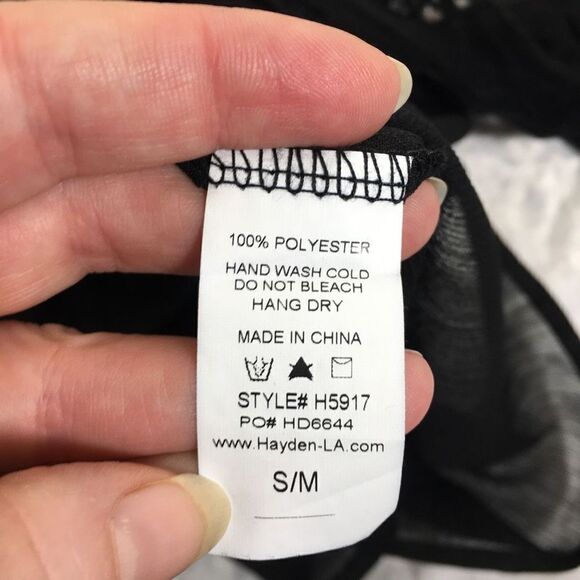 100% POLYESTER
HAND WASH COLD
DO NOT BLEACH
HANG DRY
MADE IN CHINA
STYLE# H5917
PO# HD6644
www.Hayden-LA.com
S/M